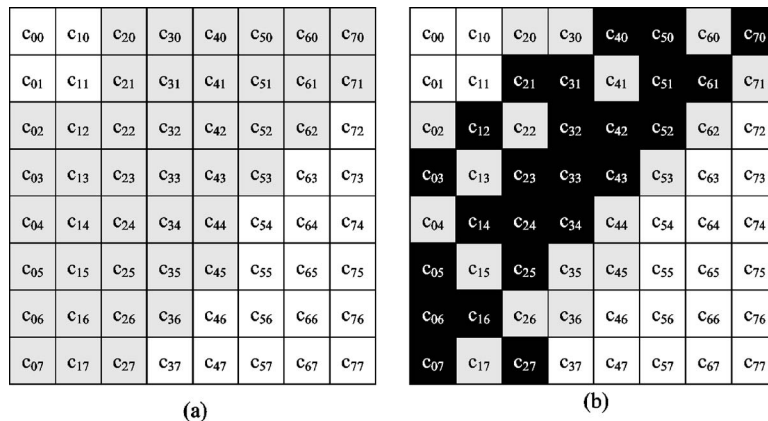 c00 c10 c20 c30 c40 c50 c60 c70 c00 c10 c20 c30 c40 c50 c60 c70
c01 c11 c21 c31 c41 c51 c61 c71 c01 c11 c21 c31 c41 c51 c61 c71
c02 c12 c22 c32 c42 c52 c62 c72 c02 c12 c22 c32 c42 c52 c62 c72
c03 c13 c23 c33 c43 c53 c63 c73 c03 c13 c23 c33 c43 c53 c63 c73
c04 c14 c24 c34 c44 c54 c64 c74 c04 c14 c24 c34 c44 c54 c64 c74
c05 c15 c25 c35 c45 c55 c65 c75 c05 c15 c25 c35 c45 c55 c65 c75
c06 c16 c26 c36 c46 c56 c66 c76 c06 c16 c26 c36 c46 c56 c66 c76
c07 c17 c27 c37 c47 c57 c67 c77 c07 c17 c27 c37 c47 c57 c67 c77
(a) (b)